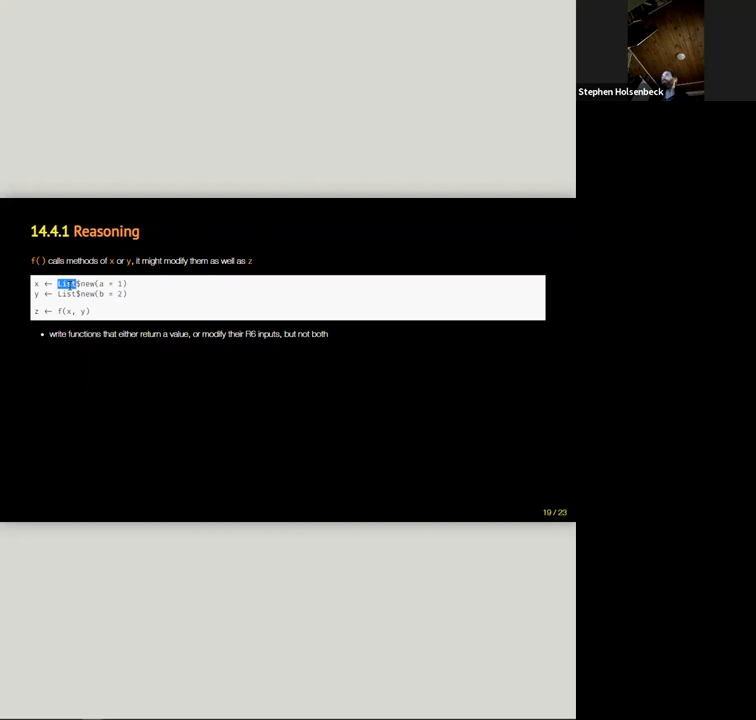 Stephen Holsenbeck
14.4.1 Reasoning
f() calls methods of x or y, it might modify them as well as z
x ← List$new(a = 1)
y ← List$new(b = 2)
z ← f(x, y)
• write functions that either return a value, or modify their R6 inputs, but not both
19 / 23